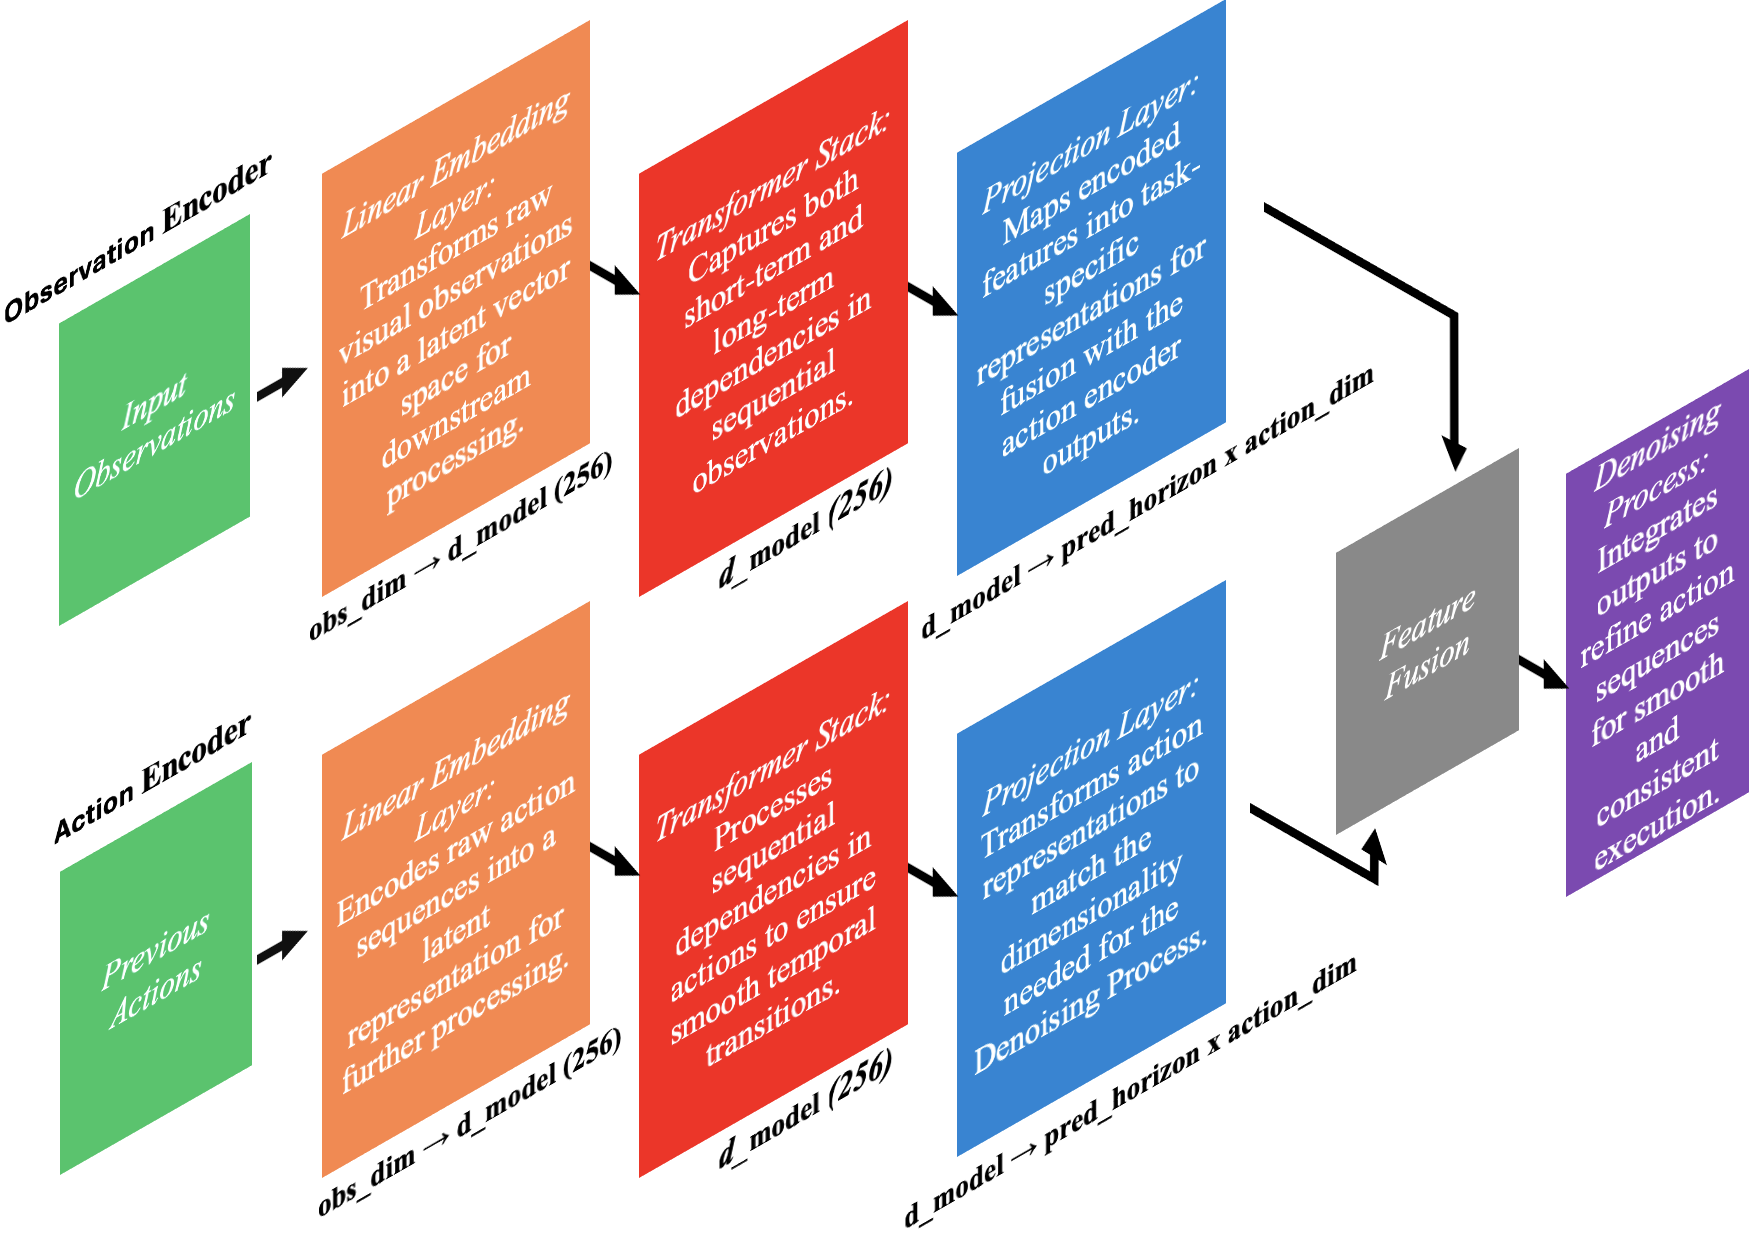 Observation Encoder
Input
Observations
Linear Embedding
Layer:
Transforms raw
visual observations
into a latent vector
space for
downstream
processing.
obs_dim → d_model (256)
Transformer Stack:
Captures both
short-term and
long-term
dependencies in
sequential
observations.
d_model (256)
Projection Layer:
Maps encoded
features into task-
specific
representations for
fusion with the
action encoder
outputs.
d_model → pred_horizon x action_dim
Action Encoder
Previous
Actions
Linear Embedding
Layer:
Encodes raw action
sequences into a
latent
representation for
further processing.
obs_dim → d_model (256)
Transformer Stack:
Processes
sequential
dependencies in
actions to ensure
smooth temporal
transitions.
d_model (256)
Projection Layer:
Transforms action
representations to
match the
dimensionality
needed for the
Denoising Process.
d_model → pred_horizon x action_dim
Feature
Fusion
Denoising
Process:
Integrates
outputs to
refine action
sequences
for smooth
and
consistent
execution.